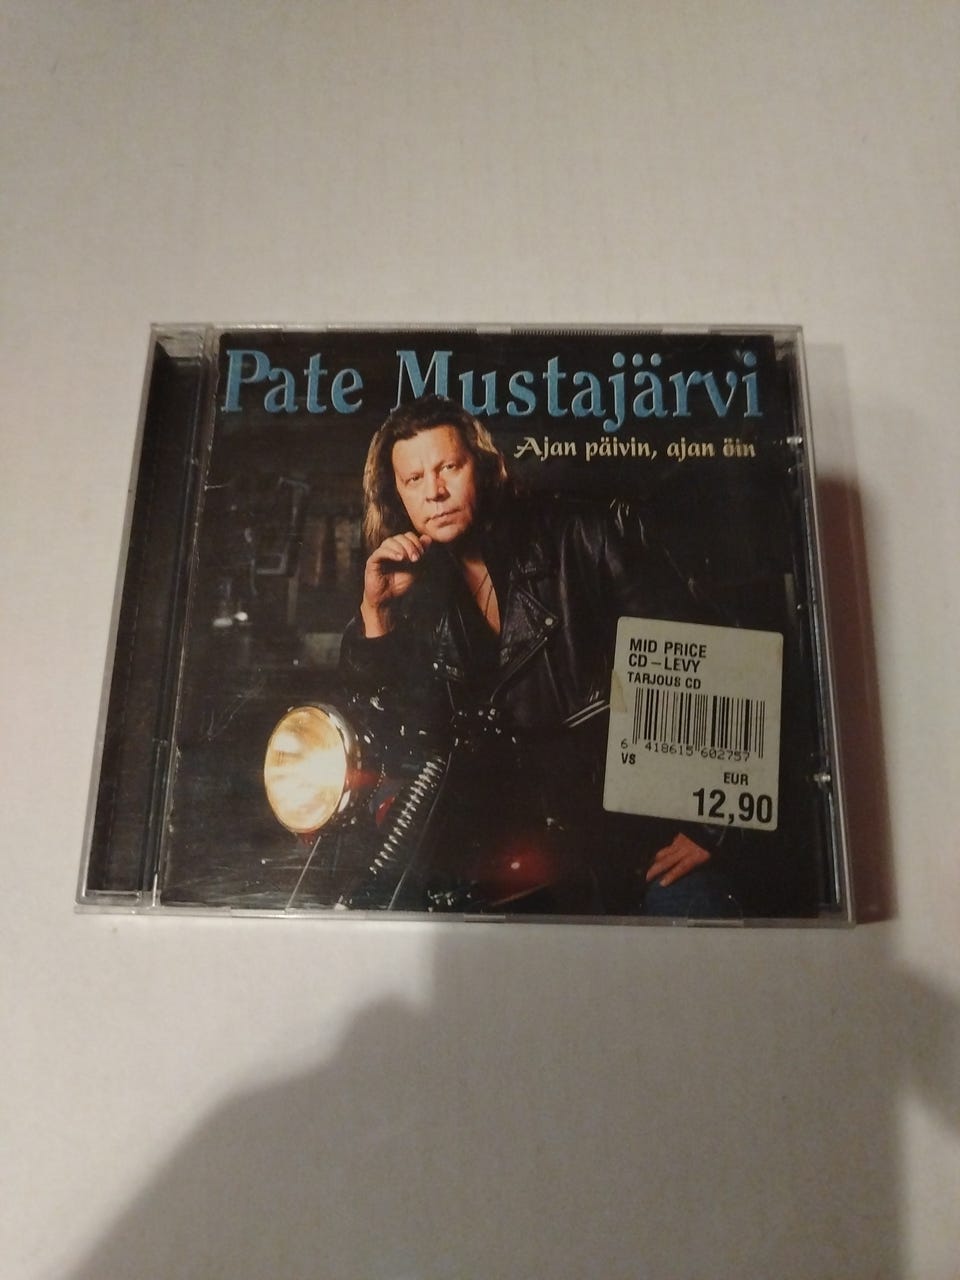 Pate Mustajärvi
Ajan päivin, ajan öin
MID PRICE
CD-LEVY
TARJOUS CD
6 418615 602757
VS
EUR
12,90